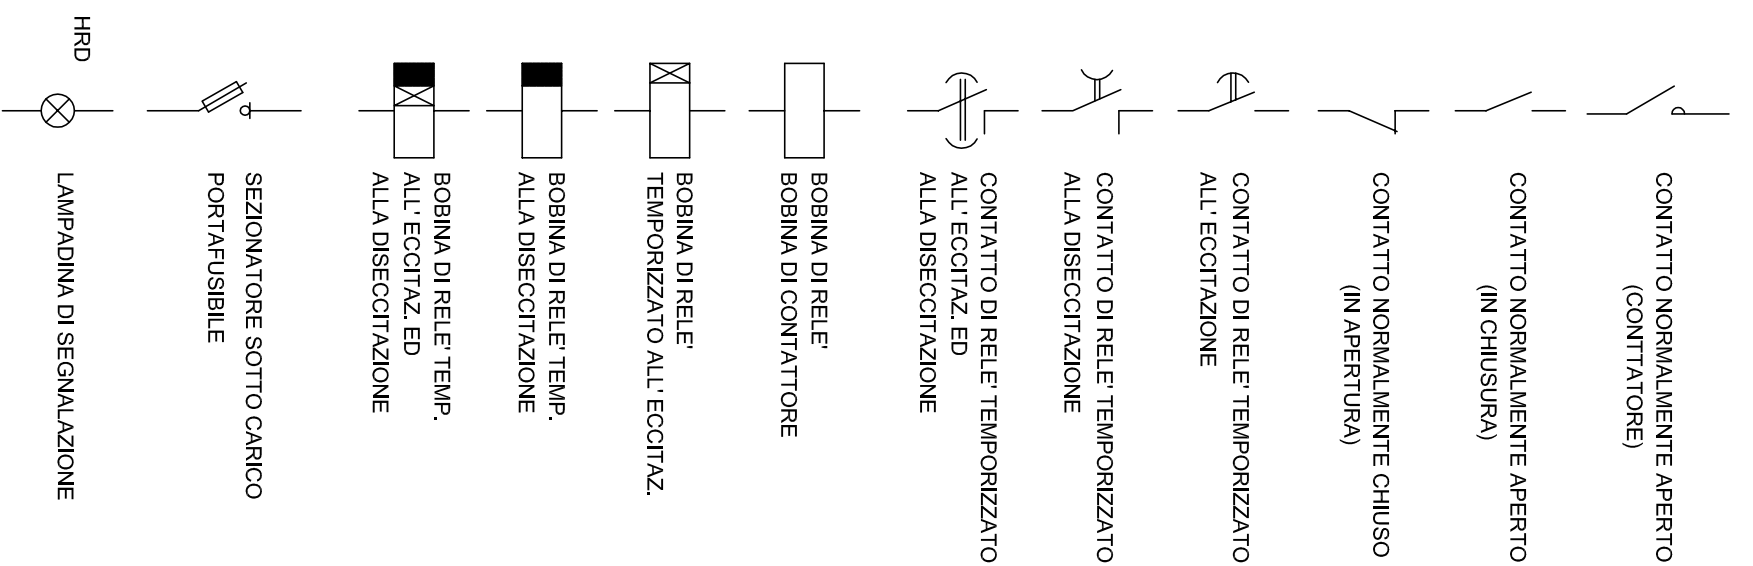 CONTATTO NORMALMENTE APERTO
(CONTTATORE)
CONTATTO NORMALMENTE APERTO
(IN CHIUSURA)
CONTATTO NORMALMENTE CHIUSO
(IN APERTURA)
CONTATTO DI RELE' TEMPORIZZATO
ALL' ECCITAZIONE
CONTATTO DI RELE' TEMPORIZZATO
ALLA DISECCITAZIONE
CONTATTO DI RELE' TEMPORIZZATO
ALL' ECCITAZ. ED
ALLA DISECCITAZIONE
BOBINA DI RELE'
BOBINA DI CONTATTORE
BOBINA DI RELE'
TEMPORIZZATO ALL' ECCITAZ.
BOBINA DI RELE' TEMP.
ALLA DISECCITAZIONE
BOBINA DI RELE' TEMP.
ALL' ECCITAZ. ED
ALLA DISECCITAZIONE
SEZIONATORE SOTTO CARICO
PORTAFUSIBILE
HRD
LAMPADINA DI SEGNALAZIONE